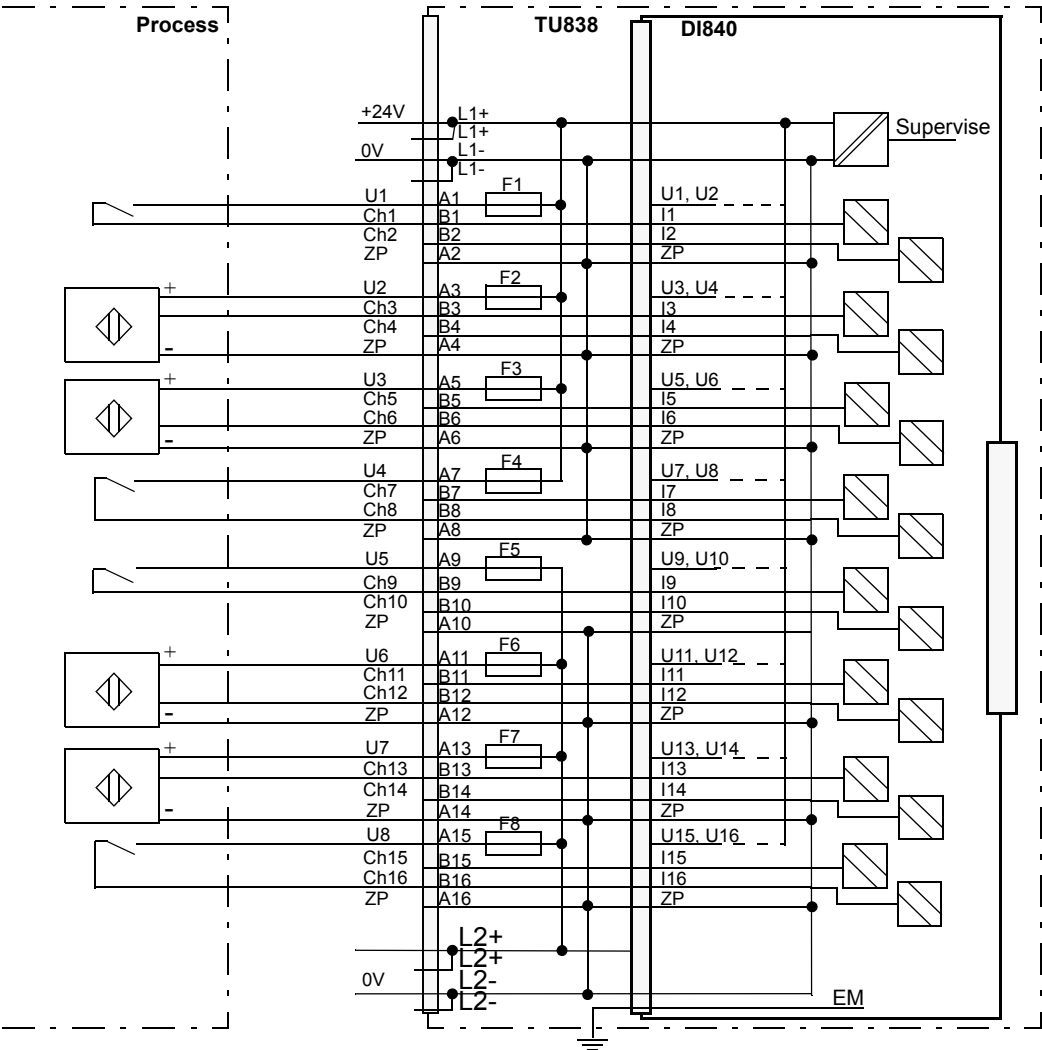 Process TU838 DI840
+24V L1+
L1+ Supervise
0V L1-
L1-
F1
U1 A1 U1, U2
Ch1 B1 I1
Ch2 B2 I2
ZP A2 ZP
F2
+ U2 A3 U3, U4
Ch3 B3 I3
Ch4 B4 I4
- ZP A4 ZP
F3
+ U3 A5 U5, U6
Ch5 B5 I5
Ch6 B6 I6
- ZP A6 ZP
F4
U4 A7 U7, U8
Ch7 B7 I7
Ch8 B8 I8
ZP A8 ZP
F5
U5 A9 U9, U10
Ch9 B9 I9
Ch10 B10 I10
ZP A10 ZP
F6
+ U6 A11 U11, U12
Ch11 B11 I11
Ch12 B12 I12
- ZP A12 ZP
F7
+ U7 A13 U13, U14
Ch13 B13 I13
Ch14 B14 I14
- ZP A14 ZP
F8
U8 A15 U15, U16
Ch15 B15 I15
Ch16 B16 I16
ZP A16 ZP
L2+
L2+
0V L2-
L2- EM